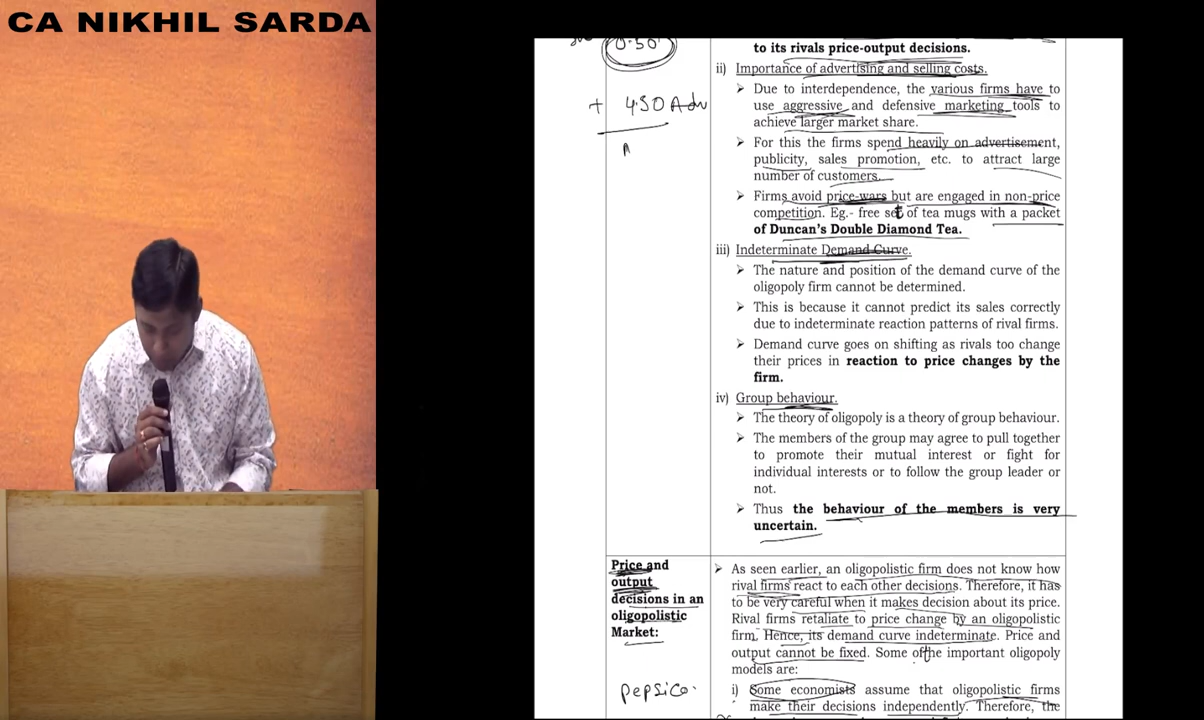 CA NIKHIL SARDA
0.50
to its rivals price-output decisions.
ii) Importance of advertising and selling costs.
+ 4.50 Adv
➢ Due to interdependence, the various firms have to
use aggressive and defensive marketing tools to
achieve larger market share.
➢ For this the firms spend heavily on advertisement,
publicity, sales promotion, etc. to attract large
number of customers.
➢ Firms avoid price-wars but are engaged in non-price
competition. Eg.- free set of tea mugs with a packet
of Duncan's Double Diamond Tea.
iii) Indeterminate Demand Curve.
➢ The nature and position of the demand curve of the
oligopoly firm cannot be determined.
➢ This is because it cannot predict its sales correctly
due to indeterminate reaction patterns of rival firms.
➢ Demand curve goes on shifting as rivals too change
their prices in reaction to price changes by the
firm.
iv) Group behaviour.
➢ The theory of oligopoly is a theory of group behaviour.
➢ The members of the group may agree to pull together
to promote their mutual interest or fight for
individual interests or to follow the group leader or
not.
➢ Thus the behaviour of the members is very
uncertain.
Price and
output
decisions in an
oligopolistic
Market:
➢ As seen earlier, an oligopolistic firm does not know how
rival firms react to each other decisions. Therefore, it has
to be very careful when it makes decision about its price.
Rival firms retaliate to price change by an oligopolistic
firm. Hence, its demand curve indeterminate. Price and
output cannot be fixed. Some of the important oligopoly
models are:
pepsico.
i) Some economists assume that oligopolistic firms
make their decisions independently. Therefore, the